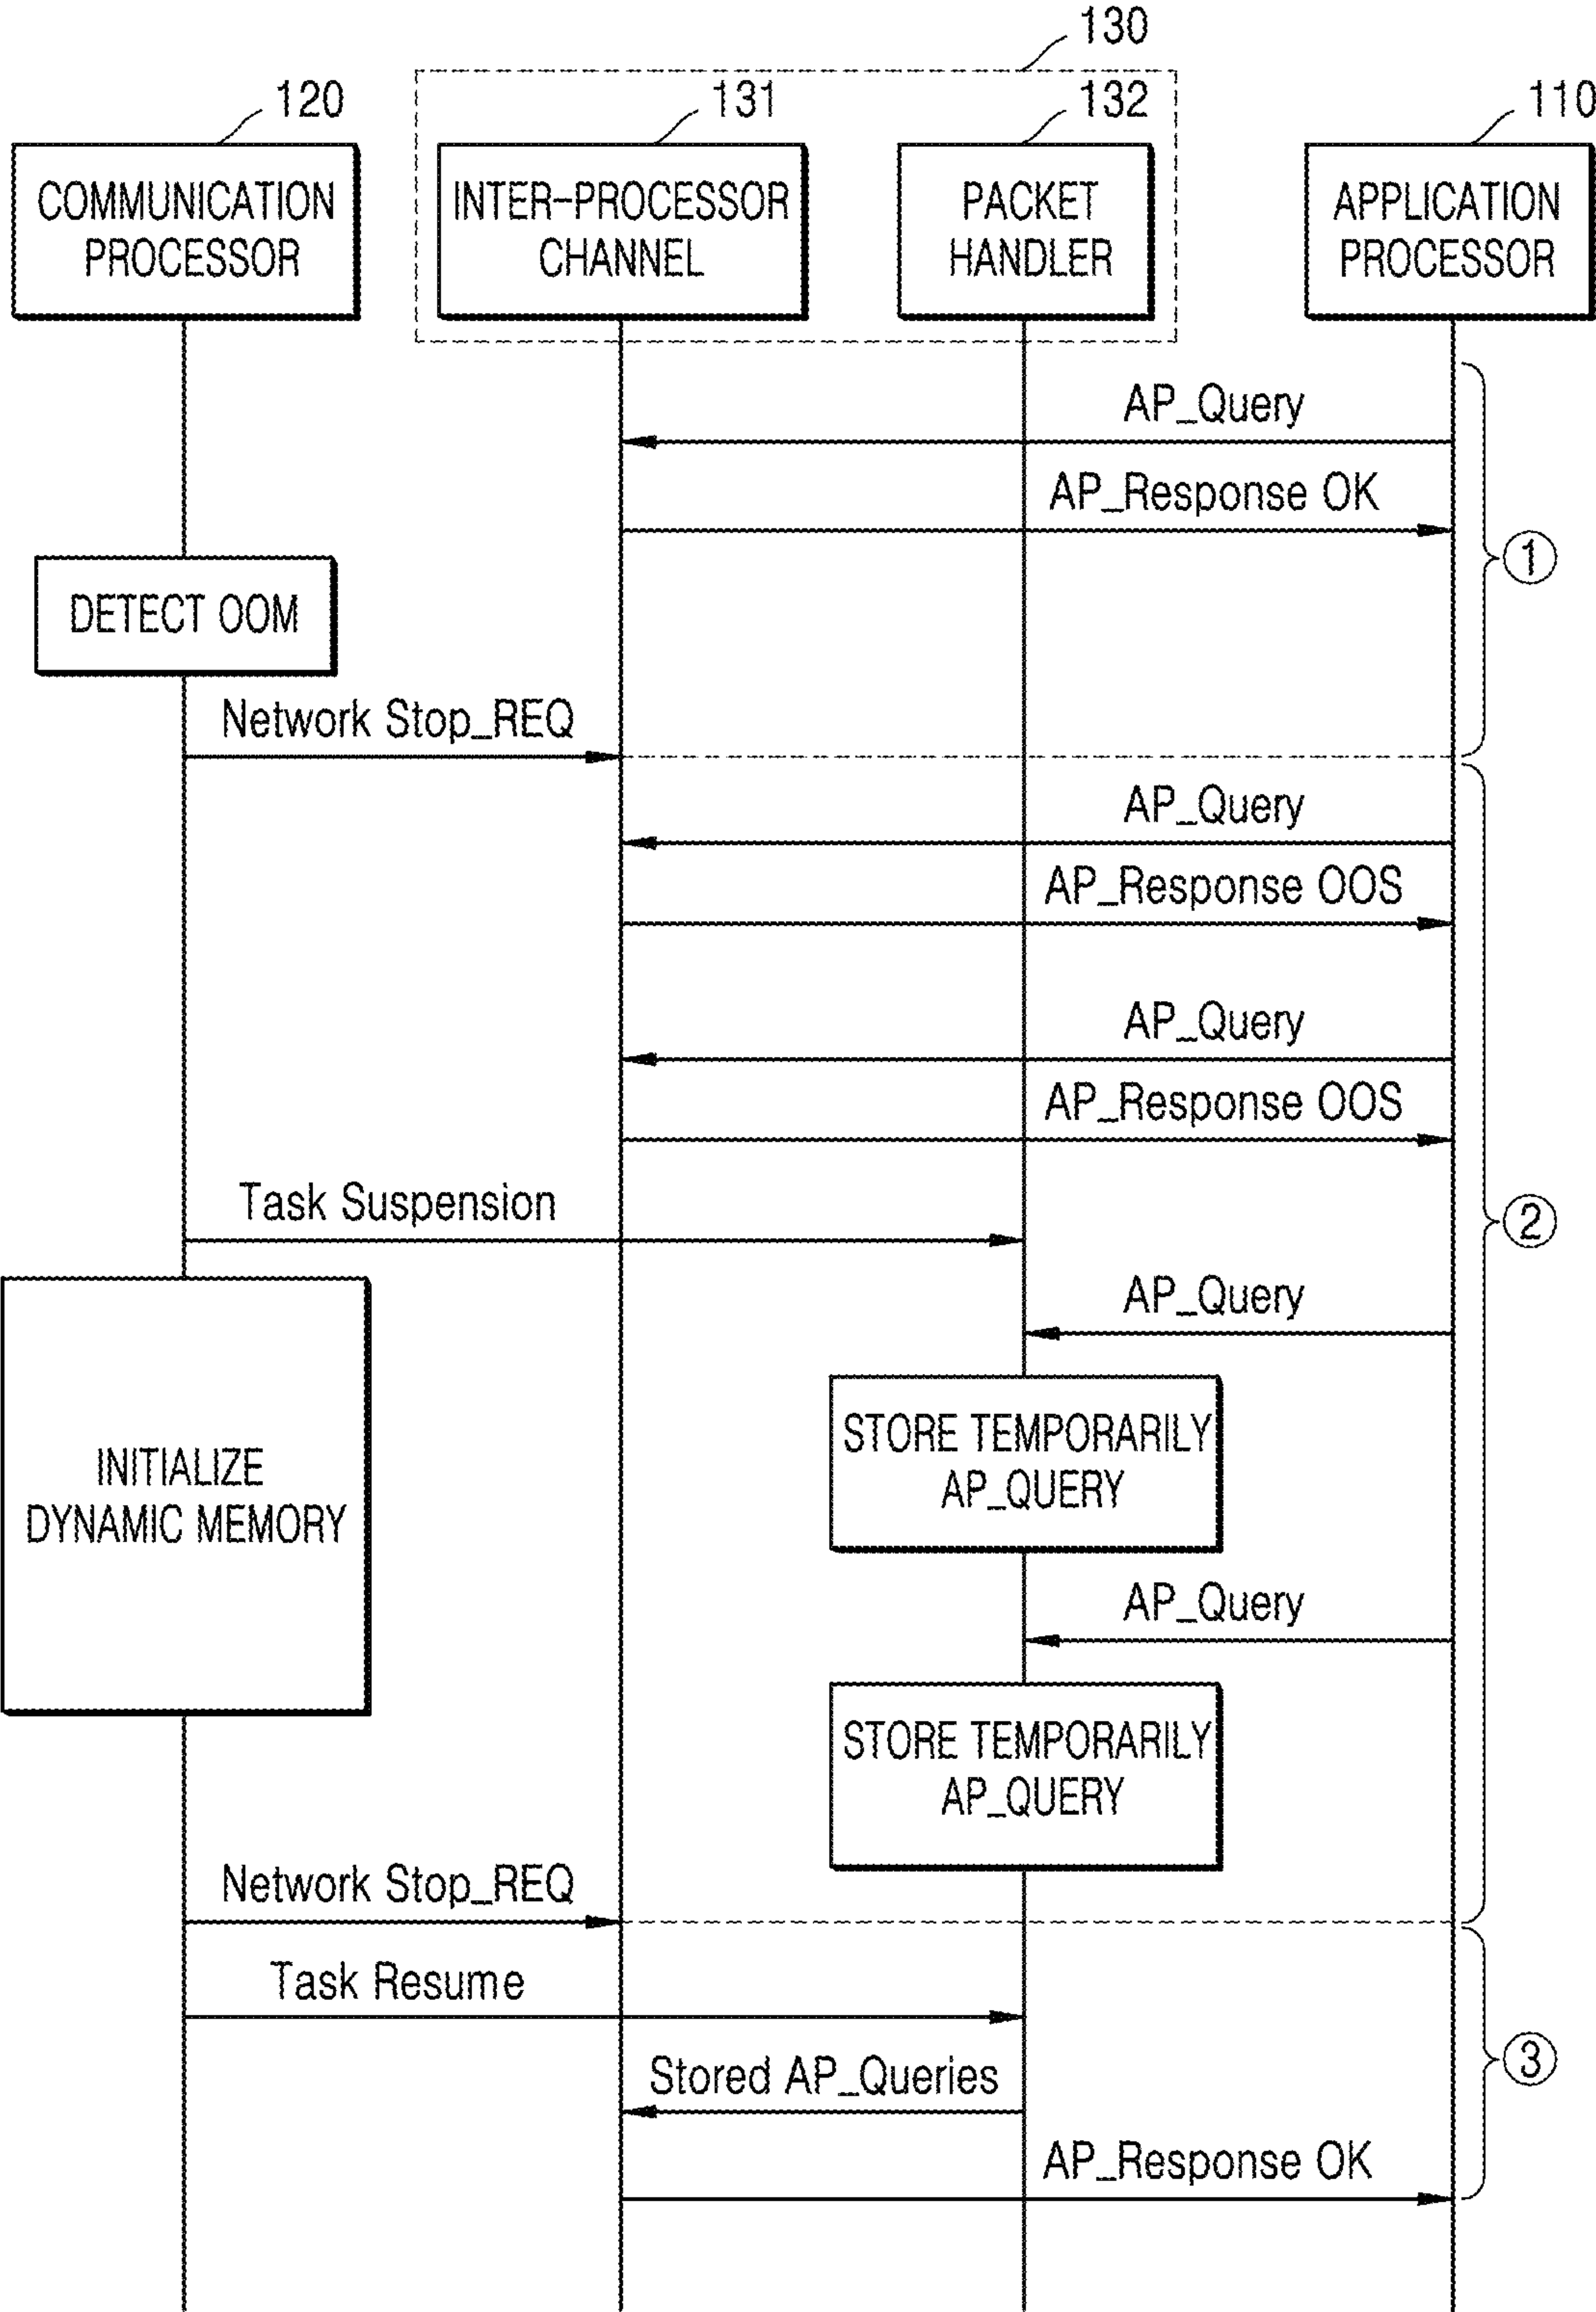 130
120
131
132
110
COMMUNICATION
PROCESSOR
INTER-PROCESSOR
CHANNEL
PACKET
HANDLER
APPLICATION
PROCESSOR
AP_Query
AP_Response OK
1
DETECT OOM
Network Stop_REQ
AP_Query
AP_Response OOS
AP_Query
AP_Response OOS
Task Suspension
2
AP_Query
INITIALIZE
DYNAMIC MEMORY
STORE TEMPORARILY
AP_QUERY
AP_Query
STORE TEMPORARILY
AP_QUERY
Network Stop_REQ
Task Resume
3
Stored AP_Queries
AP_Response OK